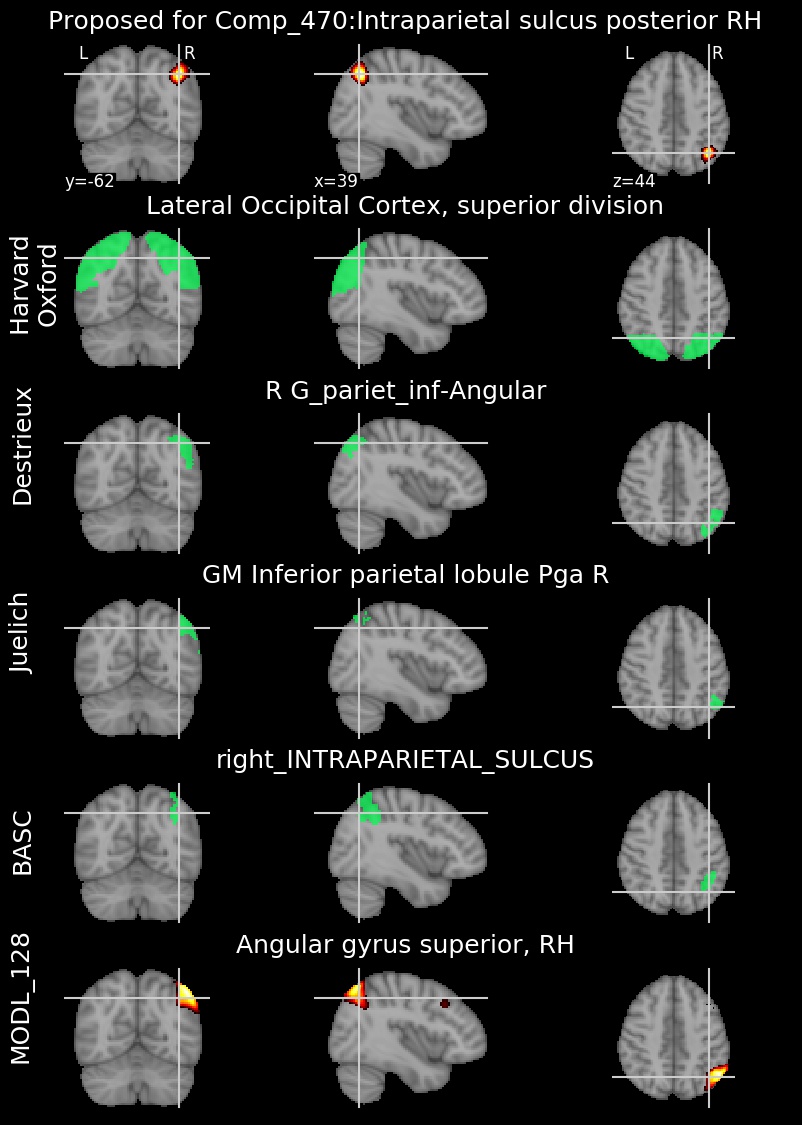 Proposed for Comp_470:Intraparietal sulcus posterior RH
L R L R
y=-62 x=39 z=44
Lateral Occipital Cortex, superior division
Harvard
Oxford
R G_pariet_inf-Angular
Destrieux
GM Inferior parietal lobule Pga R
Juelich
right_INTRAPARIETAL_SULCUS
BASC
Angular gyrus superior, RH
MODL_128